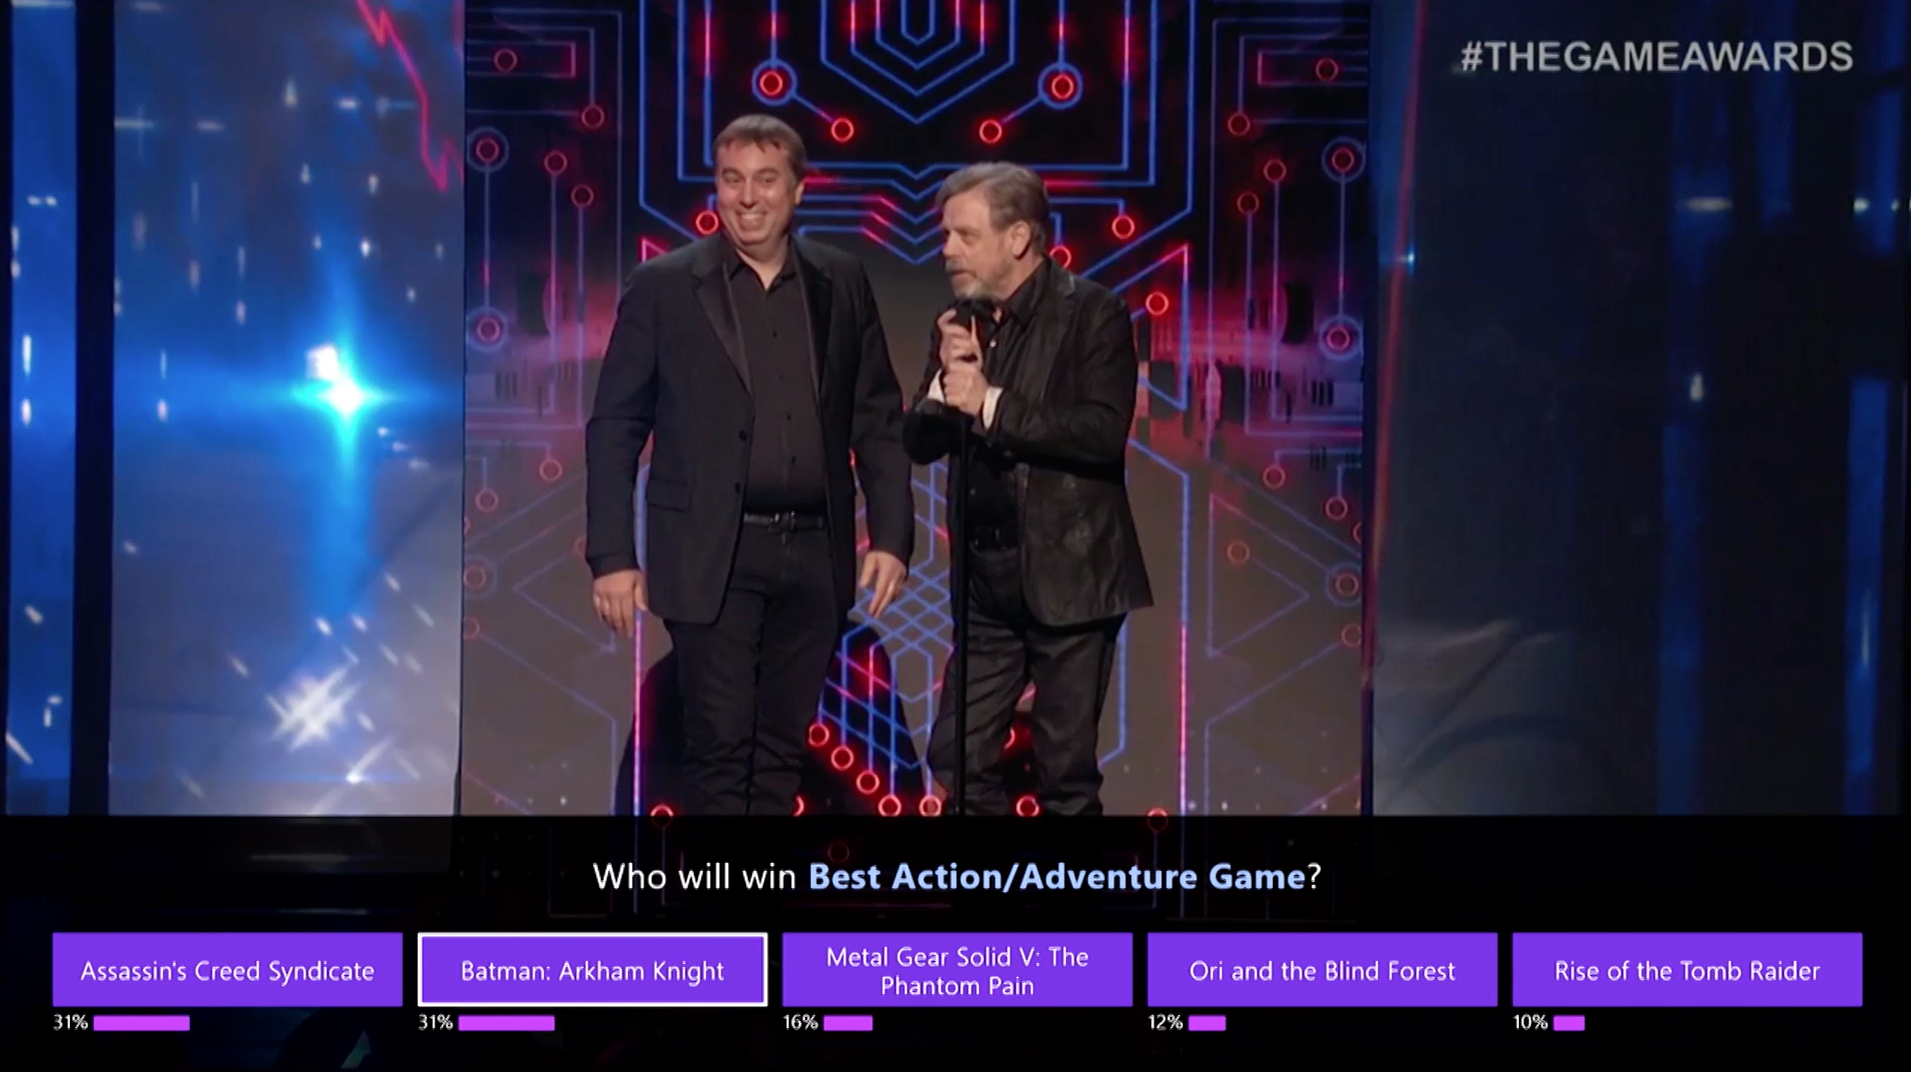 #THEGAMEAWARDS
Who will win Best Action/Adventure Game?
Assassin's Creed Syndicate
Batman: Arkham Knight
Metal Gear Solid V: The
Phantom Pain
Ori and the Blind Forest
Rise of the Tomb Raider
31%
31%
16%
12%
10%